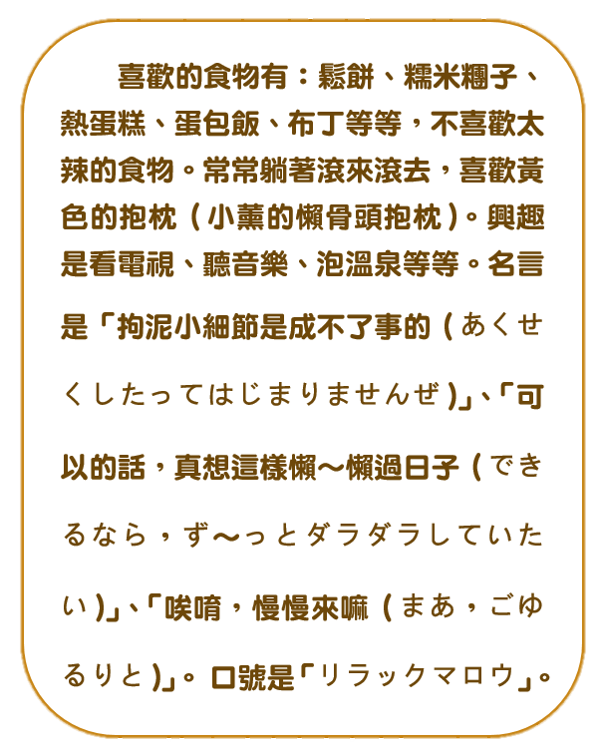 喜歡的食物有：鬆餅、糯米糰子、
熱蛋糕、蛋包飯、布丁等等，不喜歡太
辣的食物。常常躺著滾來滾去，喜歡黃
色的抱枕（小薰的懶骨頭抱枕）。興趣
是看電視、聽音樂、泡溫泉等等。名言
是「拘泥小細節是成不了事的（あくせ
くしたってはじまりませんぜ）」、「可
以的話，真想這樣懶～懶過日子（でき
るなら，ず～っとダラダラしていた
い）」、「唉唷，慢慢來嘛（まあ，ごゆ
るりと）」。口號是「リラックマロウ」。